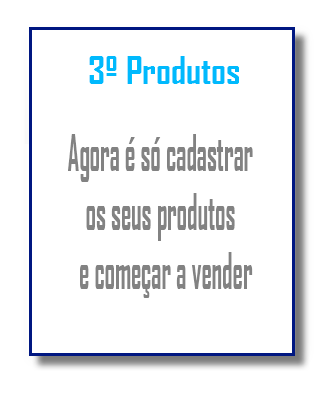 3º Produtos
Agora é só cadastrar
os seus produtos
e começar a vender